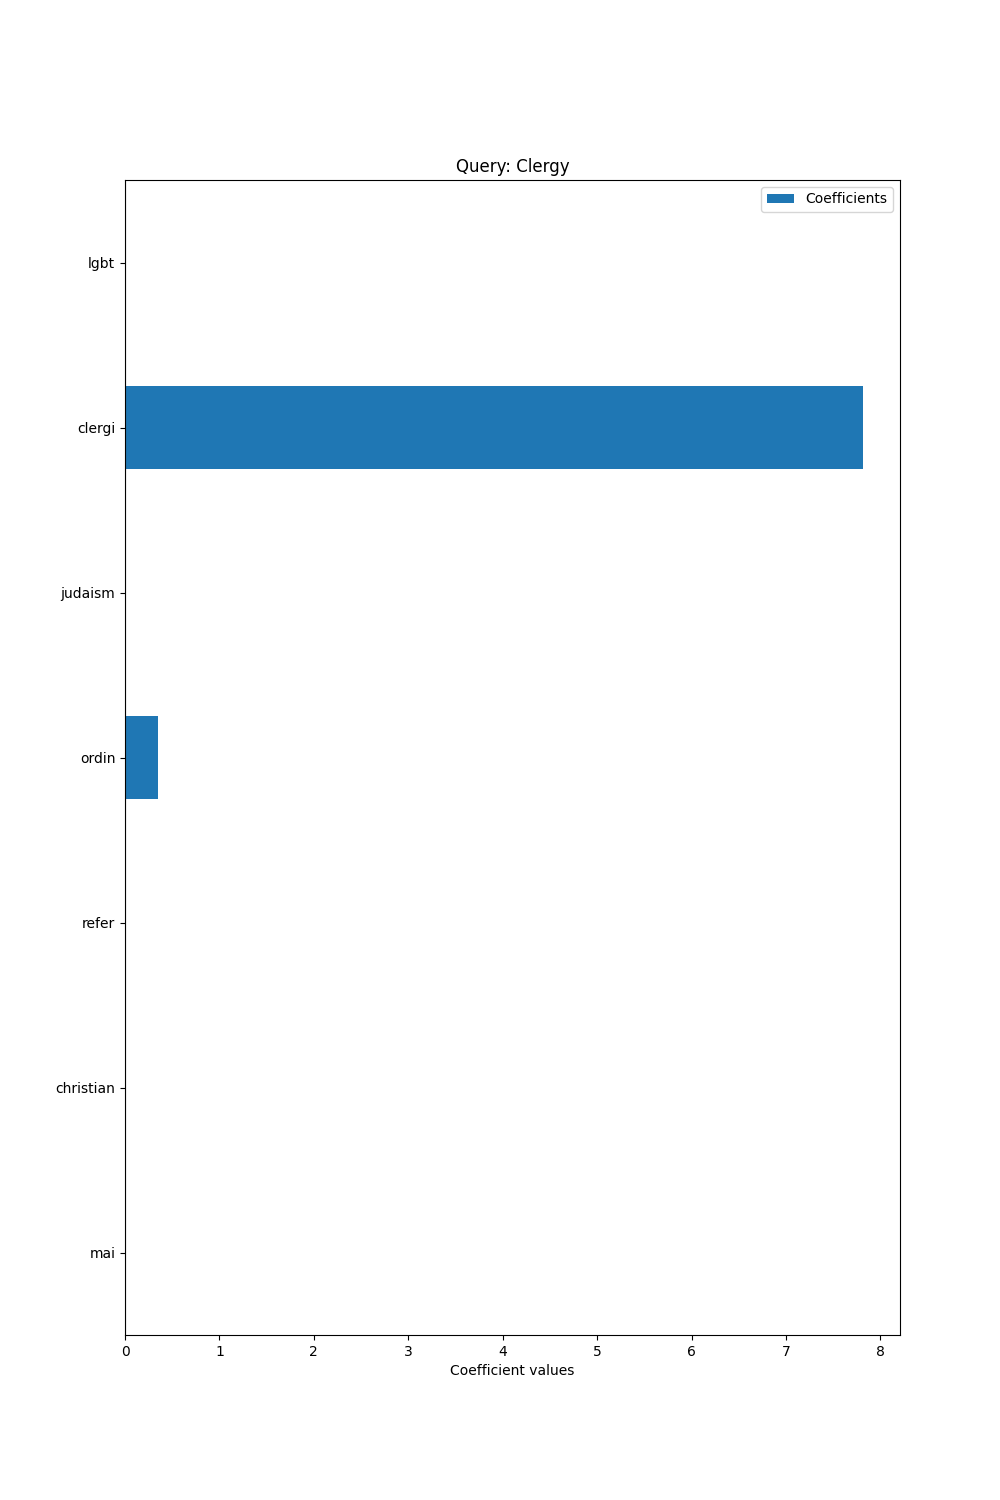 Query: Clergy
Coefficients
lgbt
clergi
judaism
ordin
refer
christian
mai
0 1 2 3 4 5 6 7 8
Coefficient values